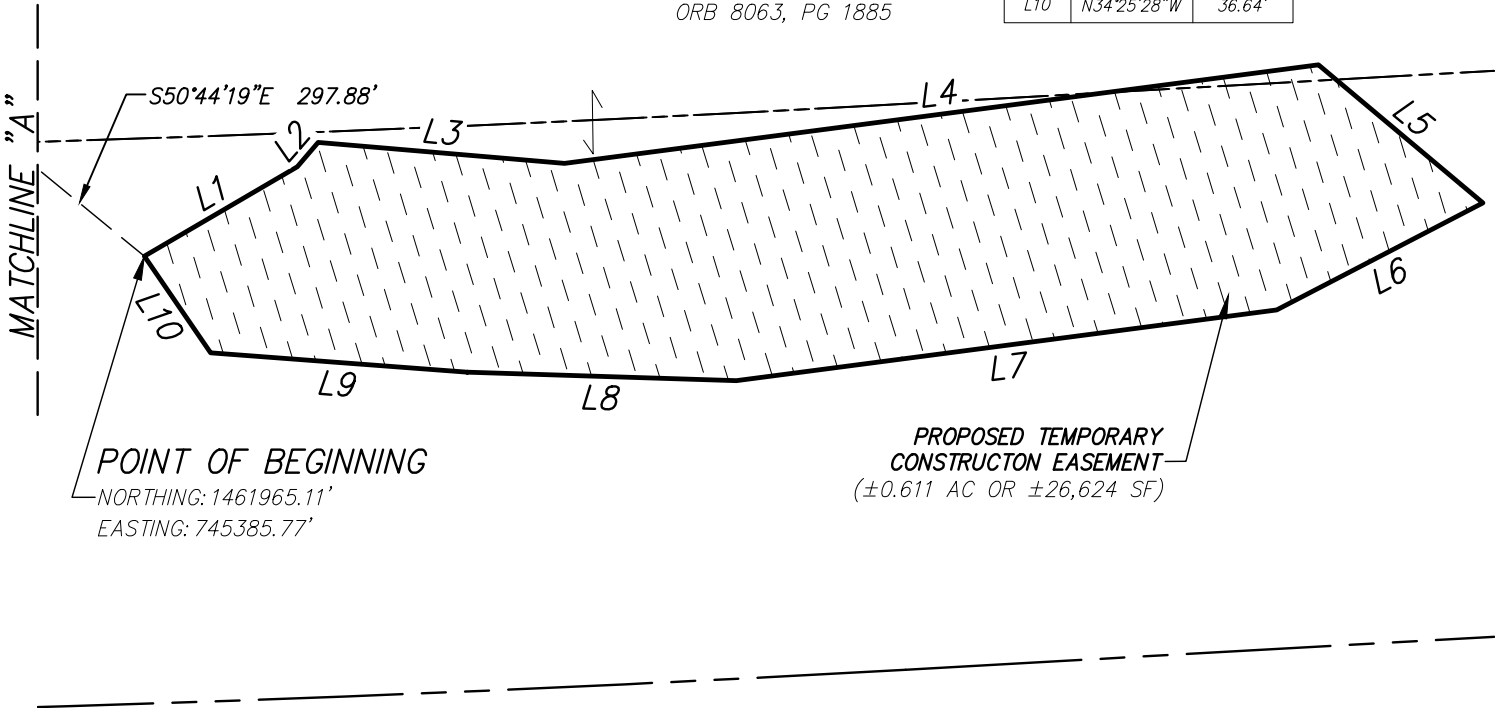 ORB 8063, PG 1885
L10 N34°25'28"W 36.64'
S50°44'19"E 297.88'
MATCHLINE "A"
L1
L2
L3
L4
L5
L6
L7
L8
L9
L10
POINT OF BEGINNING
NORTHING: 1461965.11'
EASTING: 745385.77'
PROPOSED TEMPORARY
CONSTRUCTON EASEMENT
(±0.611 AC OR ±26,624 SF)